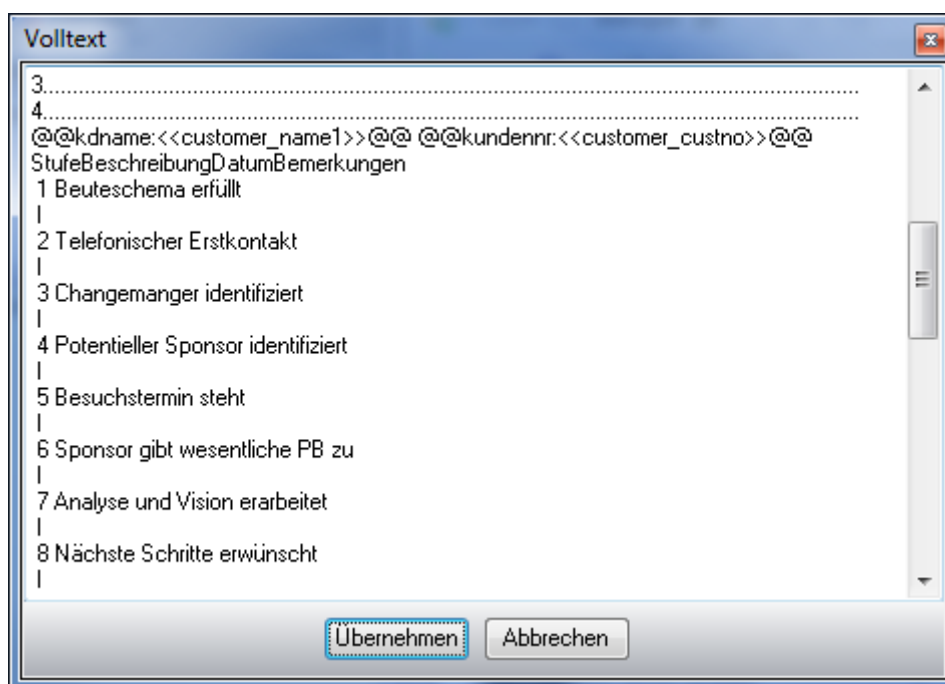 Volltext
3.............................................................................................................................................
4.............................................................................................................................................
@@kdname:<<customer_name1>>@@ @@kundennr:<<customer_custno>>@@
StufeBeschreibungDatumBemerkungen
1 Beuteschema erfüllt
|
2 Telefonischer Erstkontakt
|
3 Changemanger identifiziert
|
4 Potentieller Sponsor identifiziert
|
5 Besuchstermin steht
|
6 Sponsor gibt wesentliche PB zu
|
7 Analyse und Vision erarbeitet
|
8 Nächste Schritte erwünscht
|
Übernehmen Abbrechen